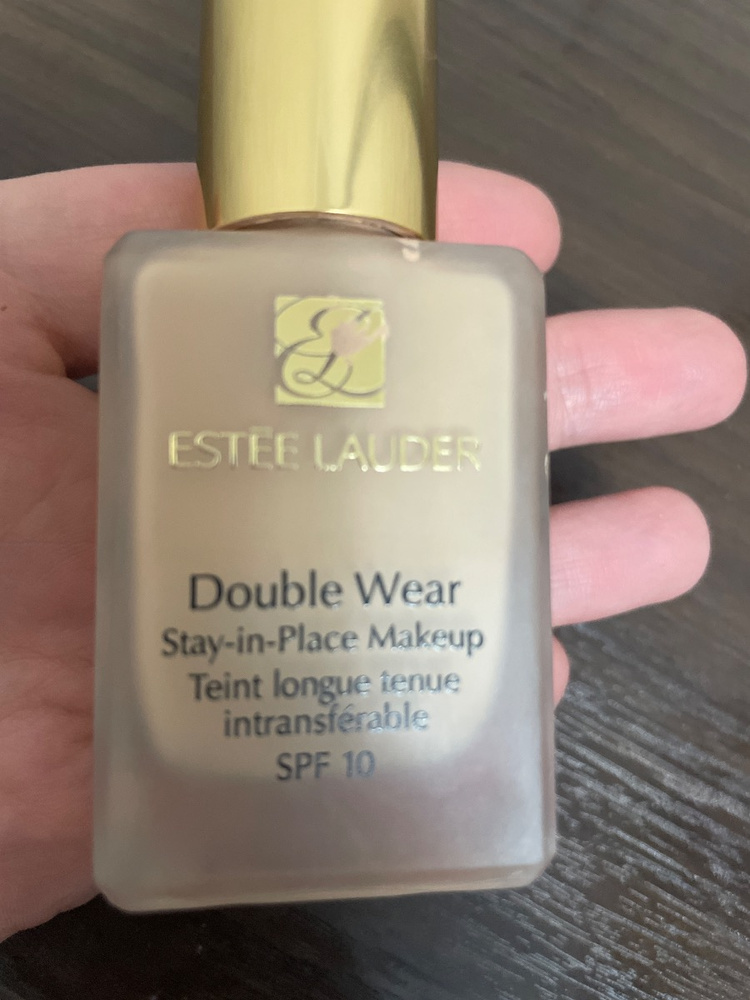 ESTĒE LAUDER
Double Wear
Stay-in-Place Makeup
Teint longue tenue
intransférable
SPF 10